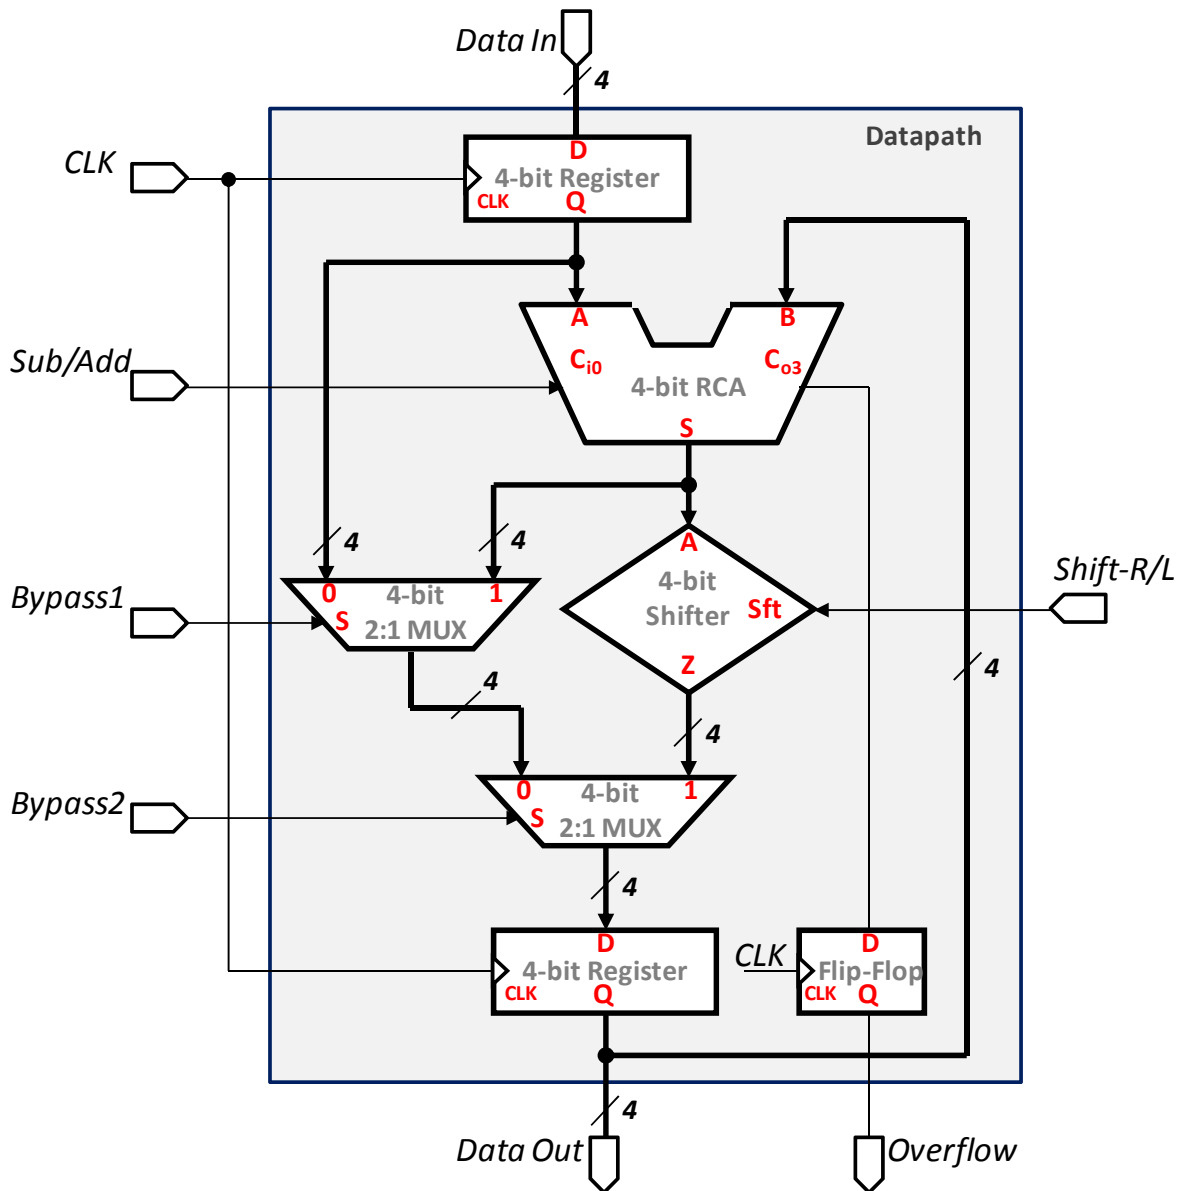 Data In
4
Datapath
CLK
D
4-bit Register
CLK
Q
A
B
Sub/Add
Ci0
Co3
4-bit RCA
S
4
4
A
4-bit
Shifter
Sft
Z
Shift-R/L
Bypass1
0
4-bit
1
S
2:1 MUX
4
4
4
Bypass2
0
4-bit
1
S
2:1 MUX
4
D
4-bit Register
CLK
Q
CLK
D
Flip-Flop
CLK
Q
4
Data Out
Overflow